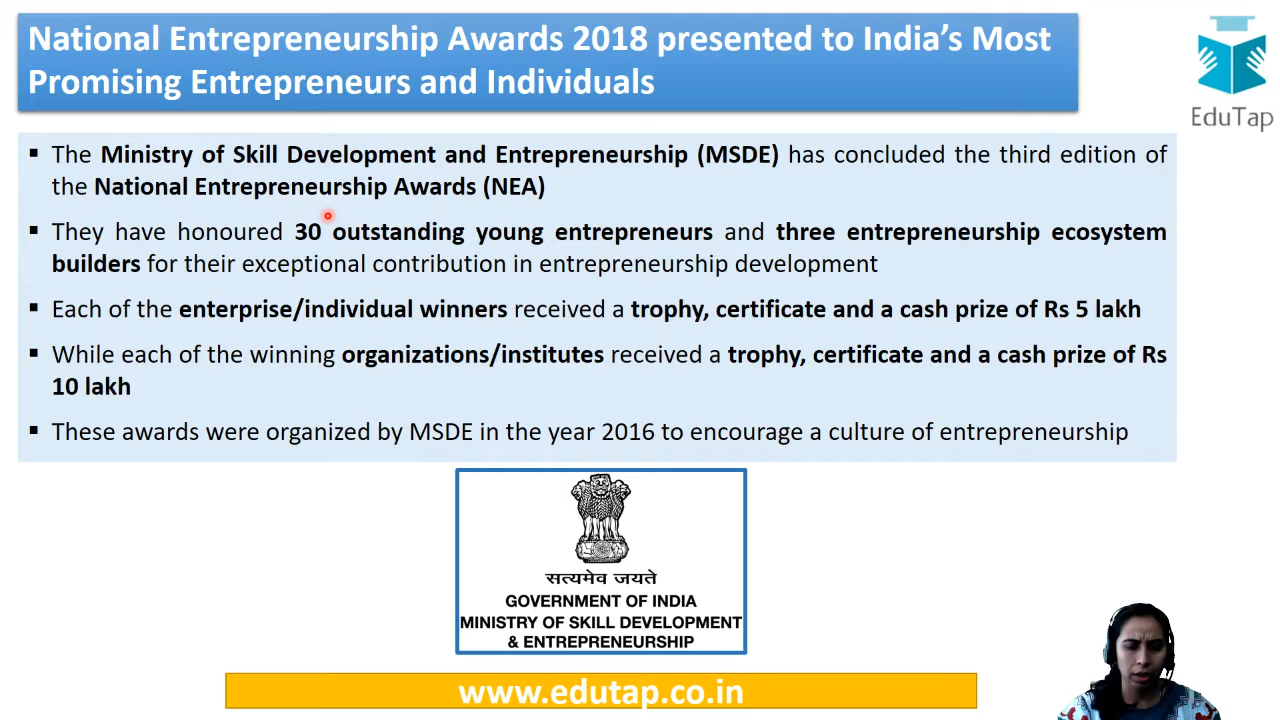 National Entrepreneurship Awards 2018 presented to India's Most
Promising Entrepreneurs and Individuals
EduTap
▪ The Ministry of Skill Development and Entrepreneurship (MSDE) has concluded the third edition of
the National Entrepreneurship Awards (NEA)
▪ They have honoured 30 outstanding young entrepreneurs and three entrepreneurship ecosystem
builders for their exceptional contribution in entrepreneurship development
▪ Each of the enterprise/individual winners received a trophy, certificate and a cash prize of Rs 5 lakh
▪ While each of the winning organizations/institutes received a trophy, certificate and a cash prize of Rs
10 lakh
▪ These awards were organized by MSDE in the year 2016 to encourage a culture of entrepreneurship
सत्यमेव जयते
GOVERNMENT OF INDIA
MINISTRY OF SKILL DEVELOPMENT
& ENTREPRENEURSHIP
www.edutap.co.in